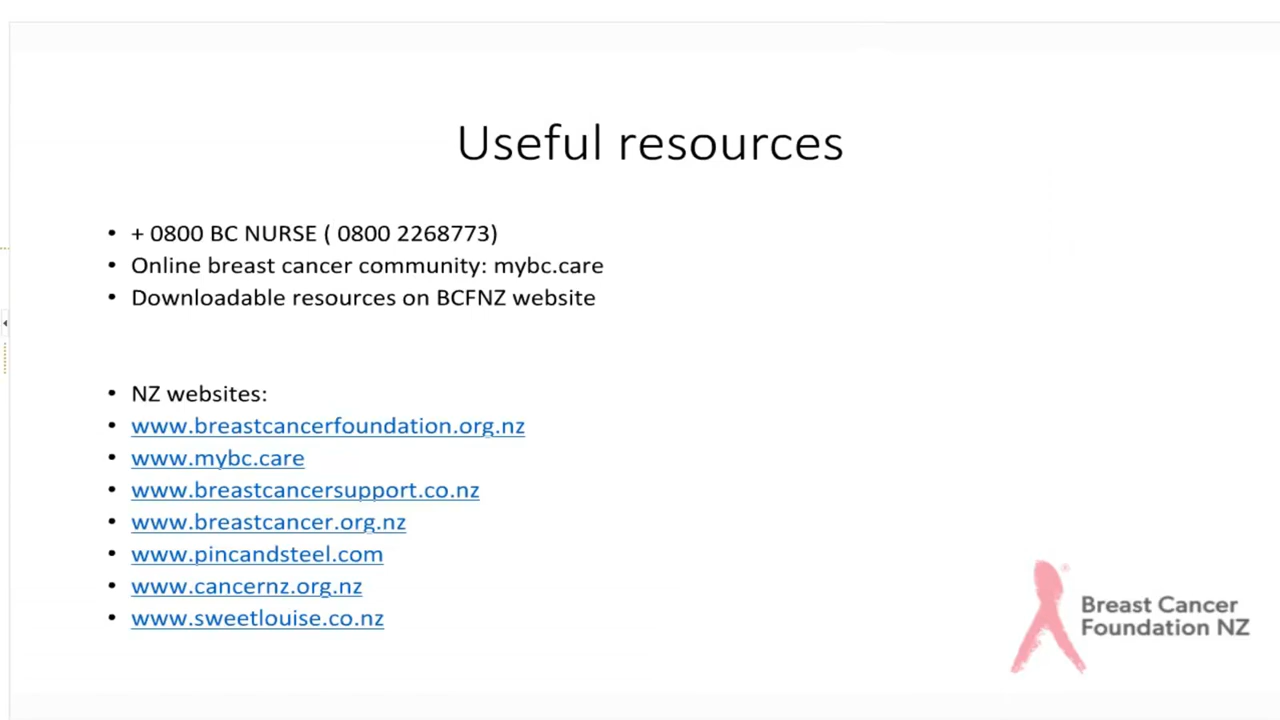 Useful resources
+ 0800 BC NURSE ( 0800 2268773)
Online breast cancer community: mybc.care
Downloadable resources on BCFNZ website
NZ websites:
www.breastcancerfoundation.org.nz
www.mybc.care
www.breastcancersupport.co.nz
www.breastcancer.org.nz
www.pincandsteel.com
www.cancernz.org.nz
www.sweetlouise.co.nz
Breast Cancer
Foundation NZ